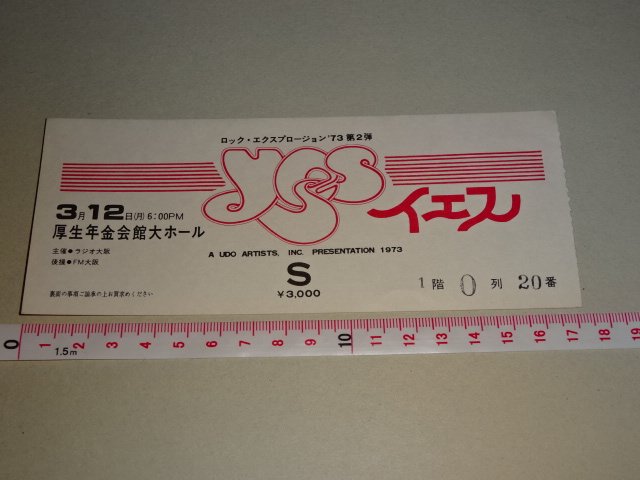 ロック・エクスプロージョン'73 第2弾
yes イエス
3月12日(月)6:00PM
厚生年金会館大ホール
主催●ラジオ大阪
後援●FM大阪
A UDO ARTISTS, INC. PRESENTATION 1973
S
¥3,000
1階 O 列 20番
裏面の事項ご諭承の上お買求めください
0 1 2 3 4 5 6 7 8 9 10 11 12 13 14 15 16 17 18 19
1.5m